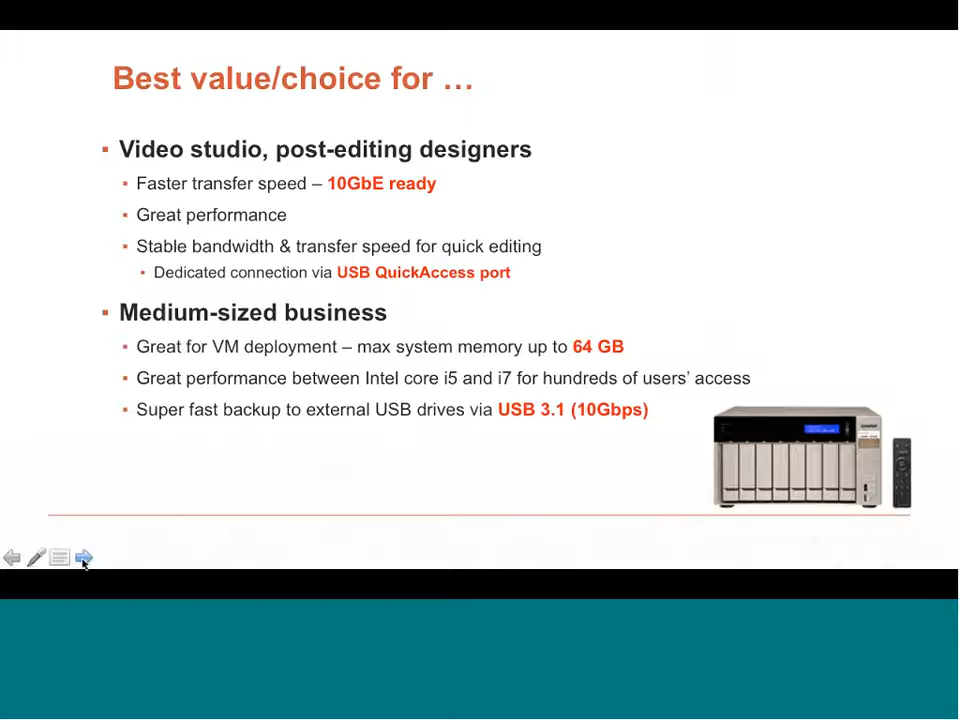 Best value/choice for …
▪ Video studio, post-editing designers
▪ Faster transfer speed – 10GbE ready
▪ Great performance
▪ Stable bandwidth & transfer speed for quick editing
▪ Dedicated connection via USB QuickAccess port
▪ Medium-sized business
▪ Great for VM deployment – max system memory up to 64 GB
▪ Great performance between Intel core i5 and i7 for hundreds of users’ access
▪ Super fast backup to external USB drives via USB 3.1 (10Gbps)